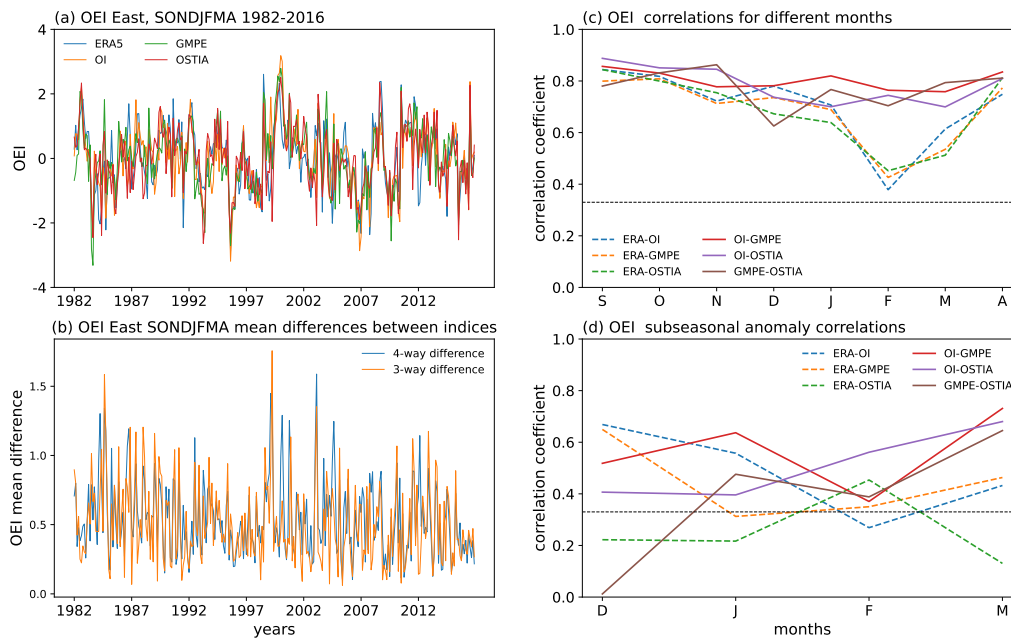 (a) OEI East, SONDJFMA 1982-2016
4
2
0
-2
-4
OEI
ERA5
OI
GMPE
OSTIA
1982
1987
1992
1997
2002
2007
2012
(b) OEI East SONDJFMA mean differences between indices
4-way difference
3-way difference
1.5
1.0
0.5
0.0
OEI mean difference
1982
1987
1992
1997
2002
2007
2012
years
(c) OEI correlations for different months
1.0
0.8
0.6
0.4
0.2
0.0
correlation coefficient
ERA-OI
ERA-GMPE
ERA-OSTIA
OI-GMPE
OI-OSTIA
GMPE-OSTIA
S
O
N
D
J
F
M
A
(d) OEI subseasonal anomaly correlations
1.0
0.8
0.6
0.4
0.2
0.0
correlation coefficient
ERA-OI
ERA-GMPE
ERA-OSTIA
OI-GMPE
OI-OSTIA
GMPE-OSTIA
D
J
F
M
months